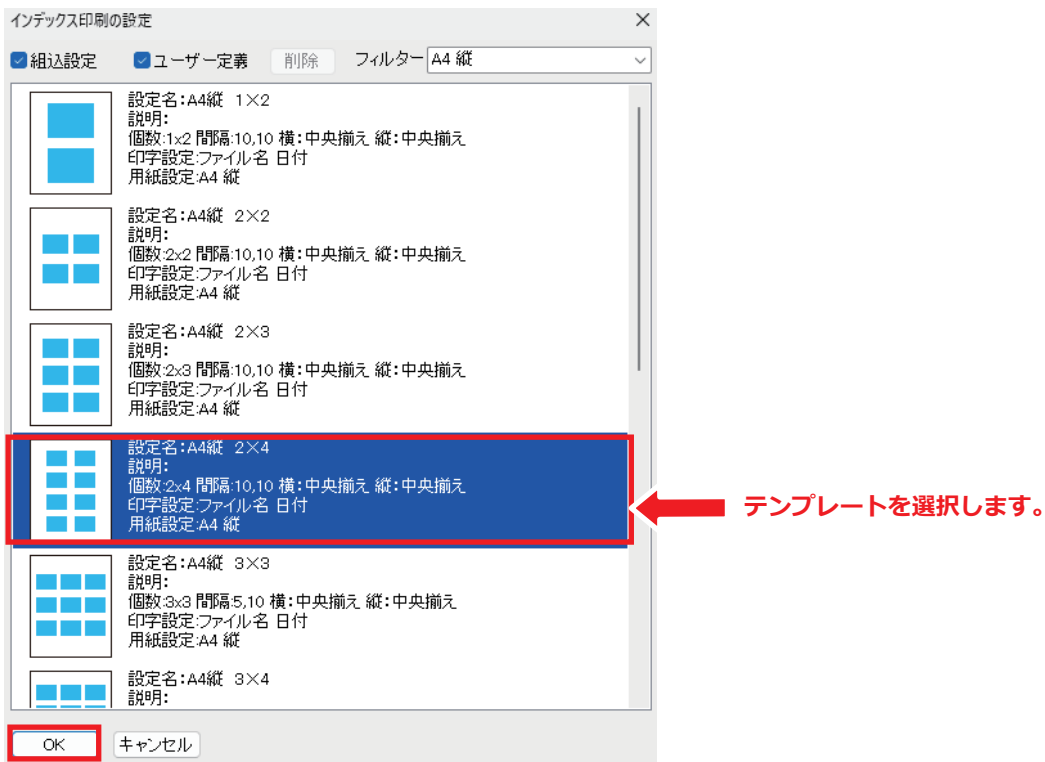 インデックス印刷の設定
組込設定 ユーザー定義 削除 フィルター A4 縦
設定名:A4縦 1×2
説明:
個数:1x2 間隔:10,10 横:中央揃え 縦:中央揃え
印字設定:ファイル名 日付
用紙設定:A4 縦
設定名:A4縦 2×2
説明:
個数:2x2 間隔:10,10 横:中央揃え 縦:中央揃え
印字設定:ファイル名 日付
用紙設定:A4 縦
設定名:A4縦 2×3
説明:
個数:2x3 間隔:10,10 横:中央揃え 縦:中央揃え
印字設定:ファイル名 日付
用紙設定:A4 縦
設定名:A4縦 2×4
説明:
個数:2x4 間隔:10,10 横:中央揃え 縦:中央揃え
印字設定:ファイル名 日付
用紙設定:A4 縦
テンプレートを選択します。
設定名:A4縦 3×3
説明:
個数:3x3 間隔:5,10 横:中央揃え 縦:中央揃え
印字設定:ファイル名 日付
用紙設定:A4 縦
設定名:A4縦 3×4
説明:
OK キャンセル